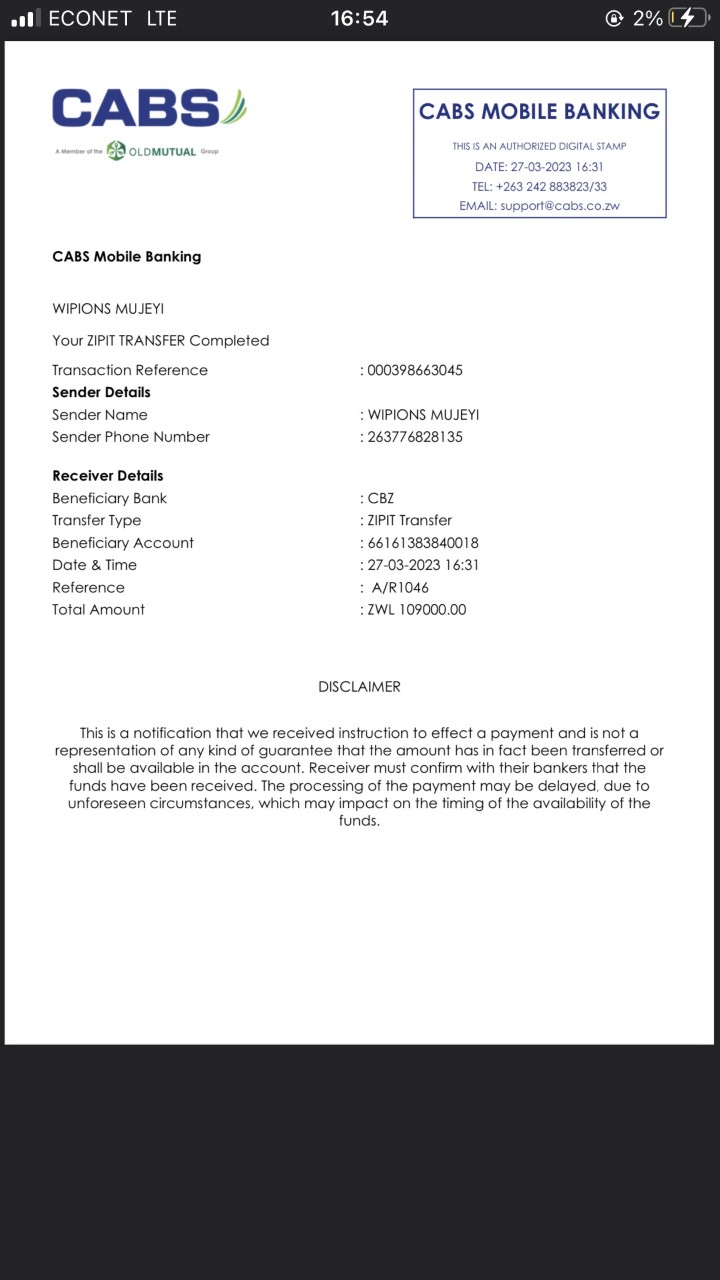 ECONET LTE 16:54 2%
CABS
A Member of the OLDMUTUAL Group
CABS MOBILE BANKING
THIS IS AN AUTHORIZED DIGITAL STAMP
DATE: 27-03-2023 16:31
TEL: +263 242 883823/33
EMAIL: support@cabs.co.zw
CABS Mobile Banking
WIPIONS MUJEYI
Your ZIPIT TRANSFER Completed
Transaction Reference : 000398663045
Sender Details
Sender Name : WIPIONS MUJEYI
Sender Phone Number : 263776828135
Receiver Details
Beneficiary Bank : CBZ
Transfer Type : ZIPIT Transfer
Beneficiary Account : 66161383840018
Date & Time : 27-03-2023 16:31
Reference : A/R1046
Total Amount : ZWL 109000.00
DISCLAIMER
This is a notification that we received instruction to effect a payment and is not a
representation of any kind of guarantee that the amount has in fact been transferred or
shall be available in the account. Receiver must confirm with their bankers that the
funds have been received. The processing of the payment may be delayed, due to
unforeseen circumstances, which may impact on the timing of the availability of the
funds.